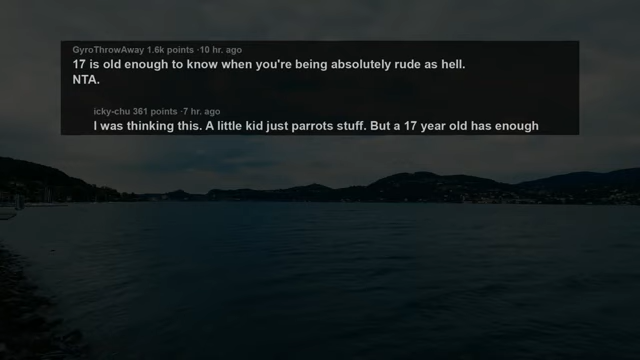 GyroThrowAway 1.6k points · 10 hr. ago
17 is old enough to know when you're being absolutely rude as hell.
NTA.
icky-chu 361 points · 7 hr. ago
I was thinking this. A little kid just parrots stuff. But a 17 year old has enough